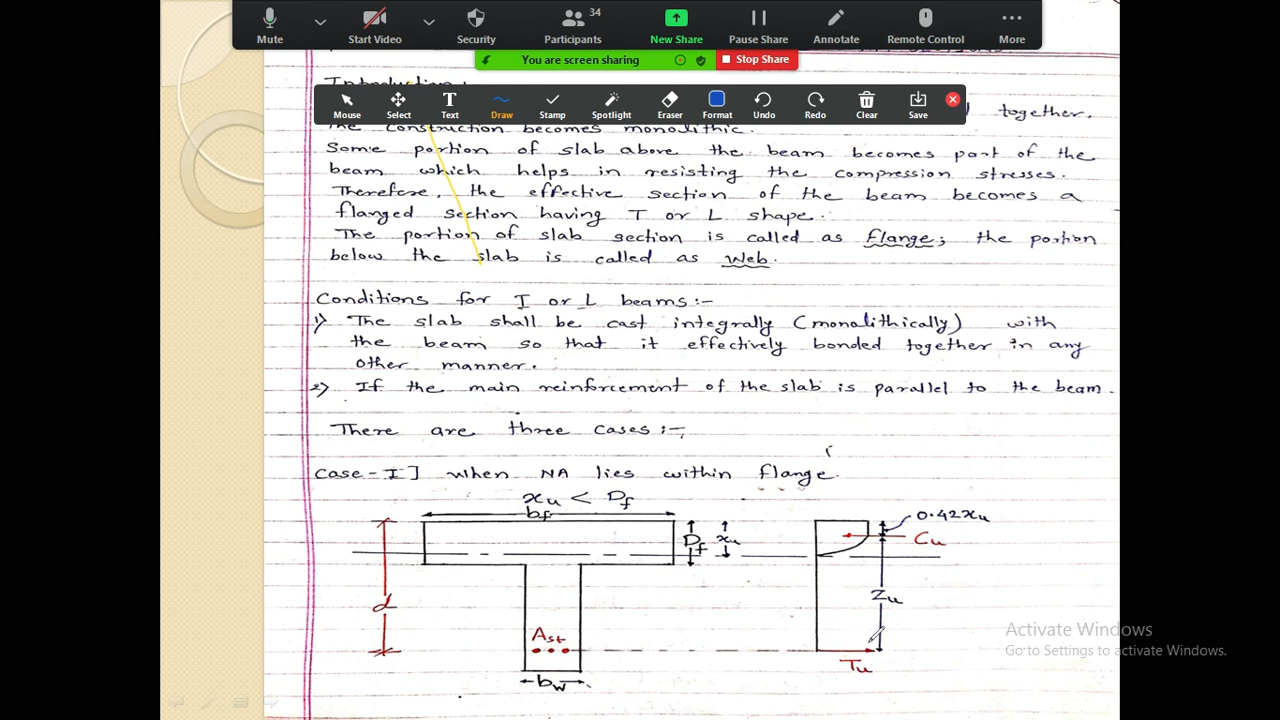 34
Mute
Start Video
Security
Participants
New Share
Pause Share
Annotate
Remote Control
More
You are screen sharing
Stop Share
Mouse
Select
Text
Draw
Stamp
Spotlight
Eraser
Format
Undo
Redo
Clear
Save
together.
The construction becomes monolithic.
Some portion of slab above the beam becomes part of the
beam which helps in resisting the compression stresses.
Therefore, the effective section of the beam becomes a
flanged section having T or L shape.
The portion of slab section is called as flange; the portion
below the slab is called as Web.
Conditions for T or L beams:-
1) The slab shall be cast integrally (monolithically) with
the beam so that it effectively bonded together in any
other manner.
2) If the main reinforcement of the slab is parallel to the beam.
There are three cases:-
Case-I] when NA lies within flange.
xu < Df
bf
Df
xu
0.42xu
Cu
d
Zu
Ast
Tu
bw
Activate Windows
Go to Settings to activate Windows.